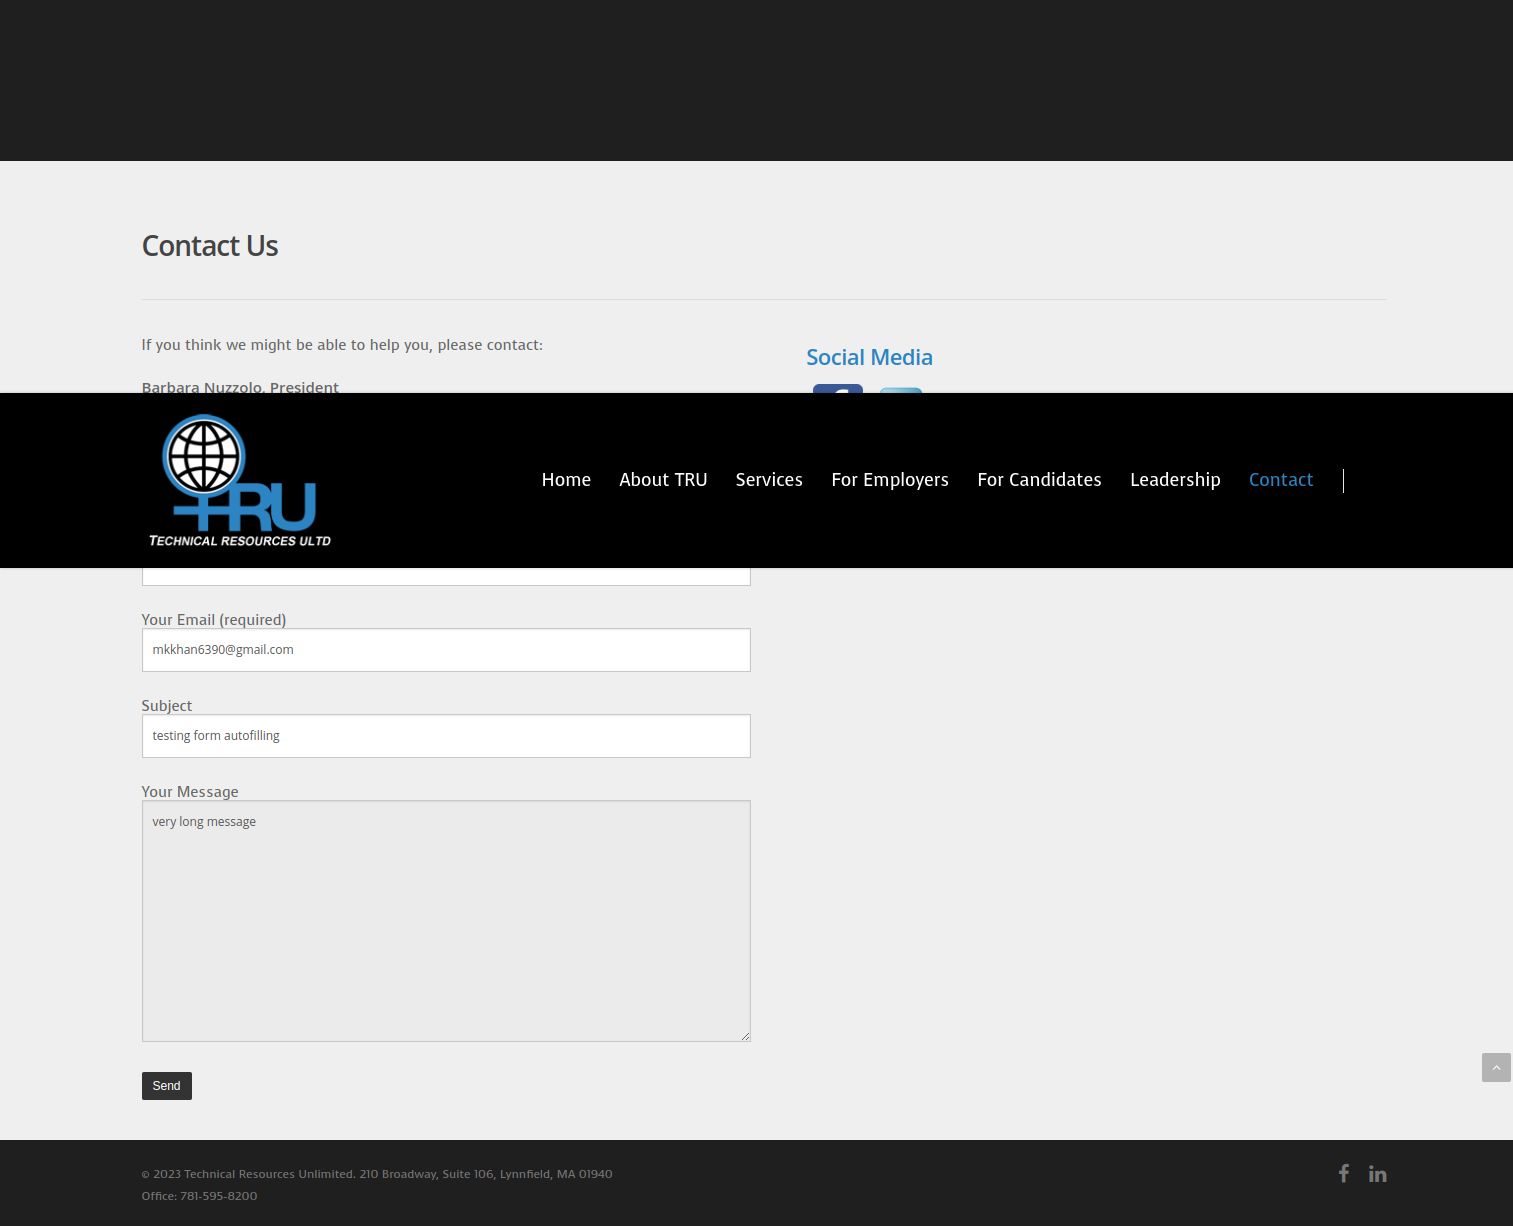 Contact Us
If you think we might be able to help you, please contact:
Social Media
Barbara Nuzzolo, President
TRU
TECHNICAL RESOURCES ULTD
Home About TRU Services For Employers For Candidates Leadership Contact
Your Email (required)
mkkhan6390@gmail.com
Subject
testing form autofilling
Your Message
very long message
Send
© 2023 Technical Resources Unlimited. 210 Broadway, Suite 106, Lynnfield, MA 01940
Office: 781-595-8200